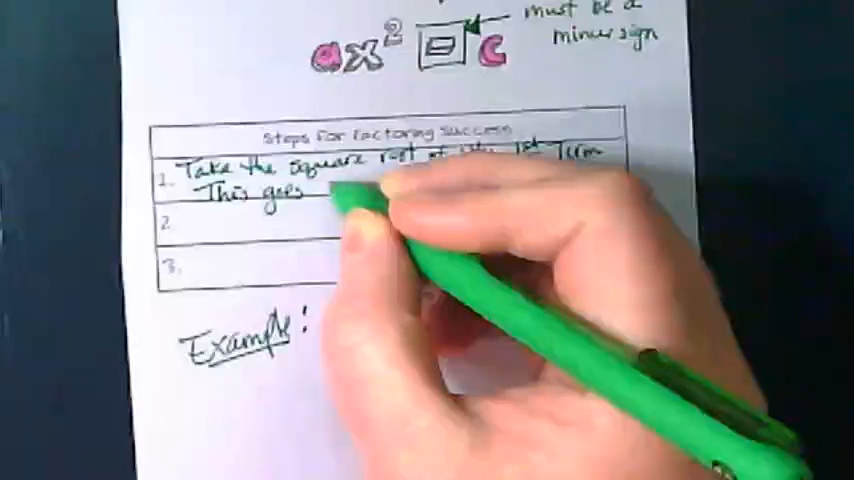 must be a
minus sign
ax² - c
Steps for factoring Success
1. Take the square root of the 1st Term
This goes
2
3.
Example: